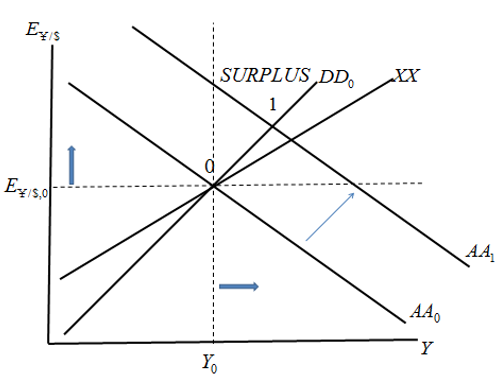 E¥/$
SURPLUS DD₀ XX
1
0
E¥/$,0
AA₁
AA₀
Y₀ Y